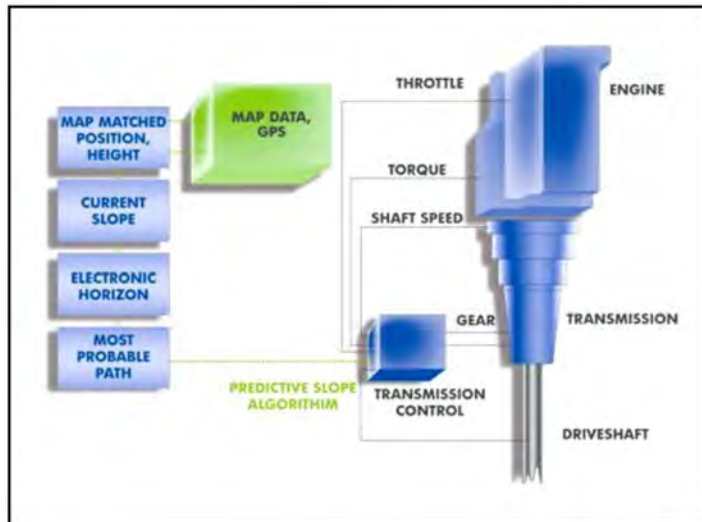 MAP MATCHED
POSITION,
HEIGHT
MAP DATA,
GPS
CURRENT
SLOPE
ELECTRONIC
HORIZON
MOST
PROBABLE
PATH
PREDICTIVE SLOPE
ALGORITHIM
THROTTLE
ENGINE
TORQUE
SHAFT SPEED
GEAR
TRANSMISSION
TRANSMISSION
CONTROL
DRIVESHAFT